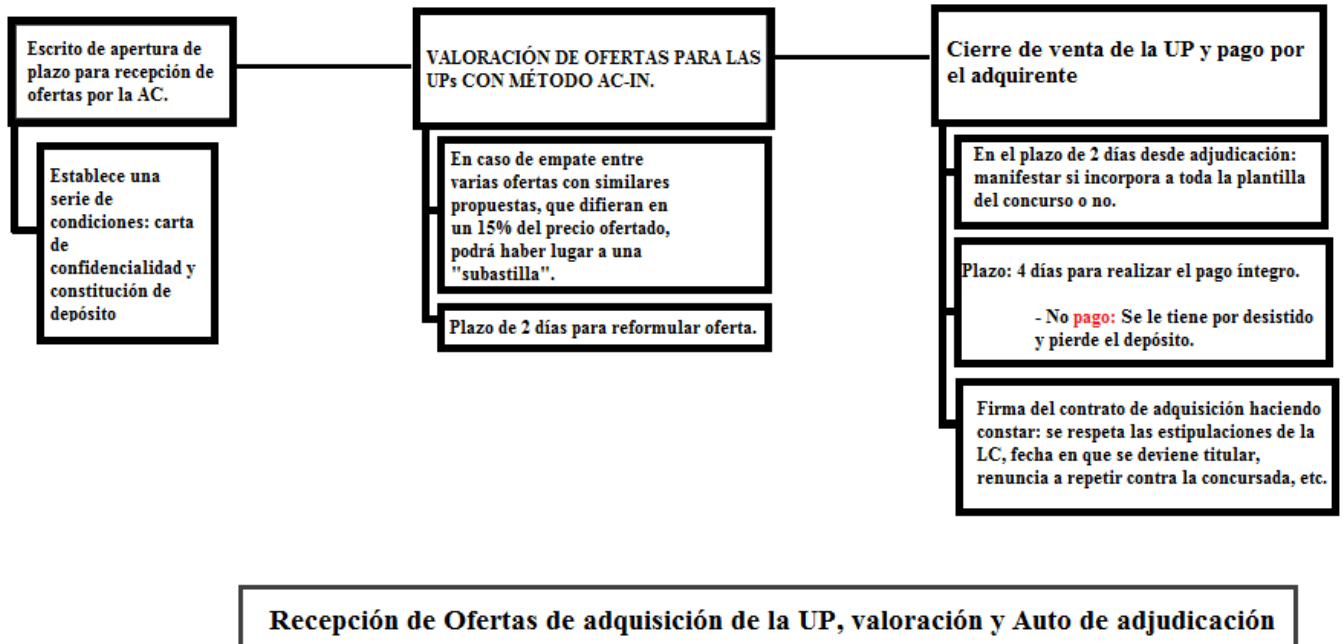 Escrito de apertura de
plazo para recepción de
ofertas por la AC.
Establece una
serie de
condiciones: carta
de
confidencialidad y
constitución de
depósito
VALORACIÓN DE OFERTAS PARA LAS
UPs CON MÉTODO AC-IN.
En caso de empate entre
varias ofertas con similares
propuestas, que difieran en
un 15% del precio ofertado,
podrá haber lugar a una
"subastilla".
Plazo de 2 días para reformular oferta.
Cierre de venta de la UP y pago por
el adquirente
En el plazo de 2 días desde adjudicación:
manifestar si incorpora a toda la plantilla
del concurso o no.
Plazo: 4 días para realizar el pago íntegro.
- No pago: Se le tiene por desistido
y pierde el depósito.
Firma del contrato de adquisición haciendo
constar: se respeta las estipulaciones de la
LC, fecha en que se deviene titular,
renuncia a repetir contra la concursada, etc.
Recepción de Ofertas de adquisición de la UP, valoración y Auto de adjudicación